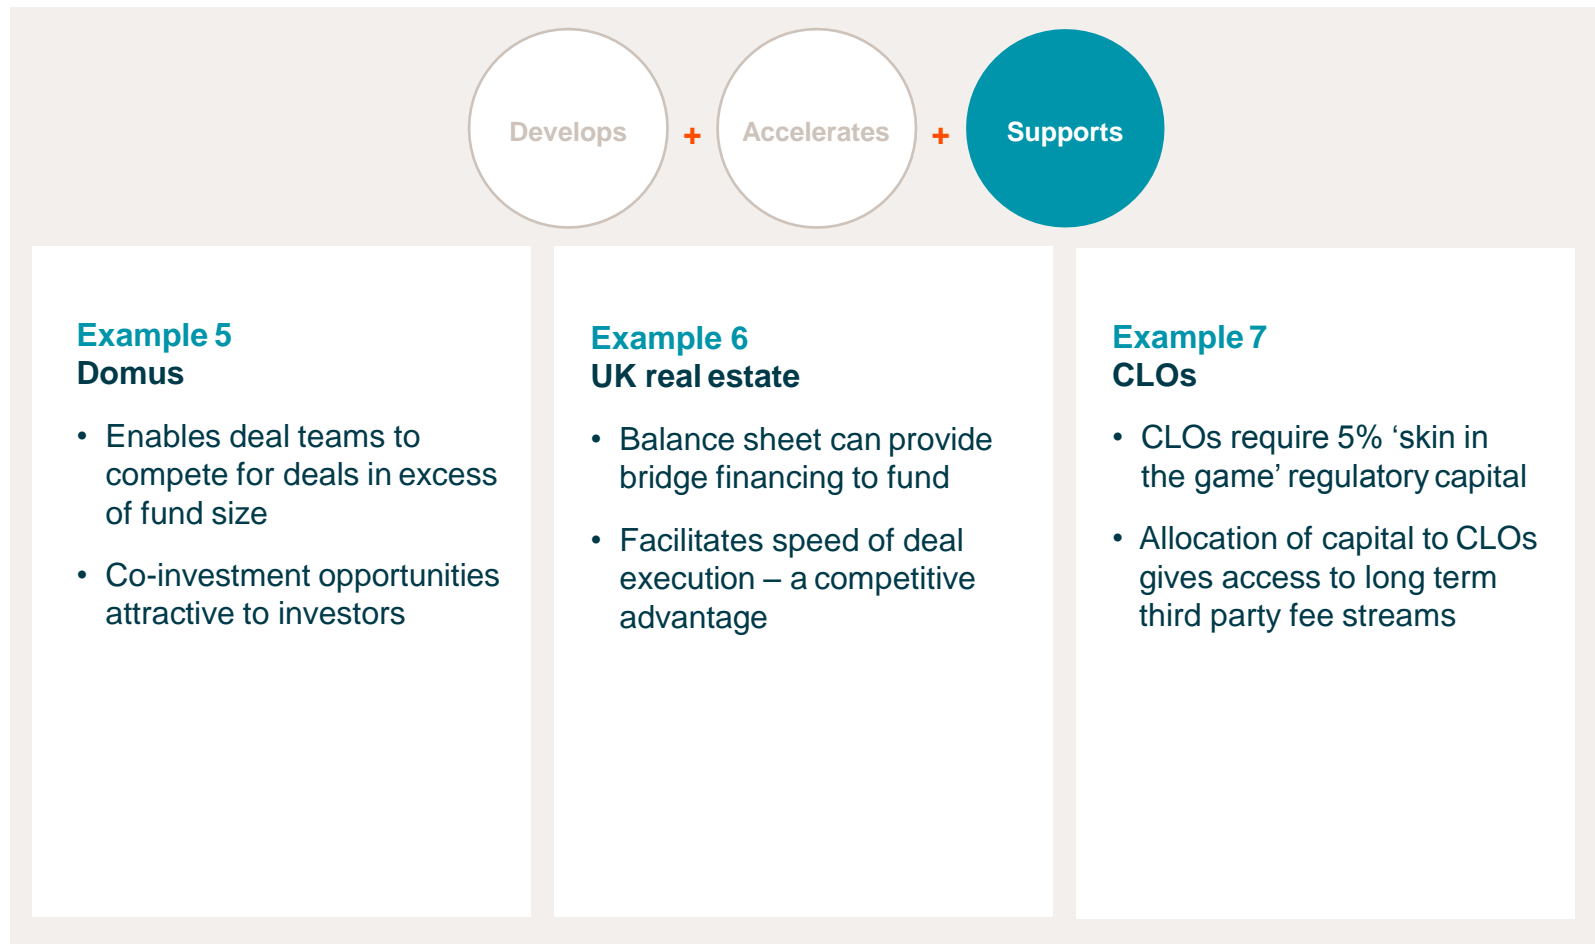 Develops + Accelerates + Supports
Example 5
Domus
• Enables deal teams to
compete for deals in excess
of fund size
• Co-investment opportunities
attractive to investors
Example 6
UK real estate
• Balance sheet can provide
bridge financing to fund
• Facilitates speed of deal
execution – a competitive
advantage
Example 7
CLOs
• CLOs require 5% ‘skin in
the game’ regulatory capital
• Allocation of capital to CLOs
gives access to long term
third party fee streams